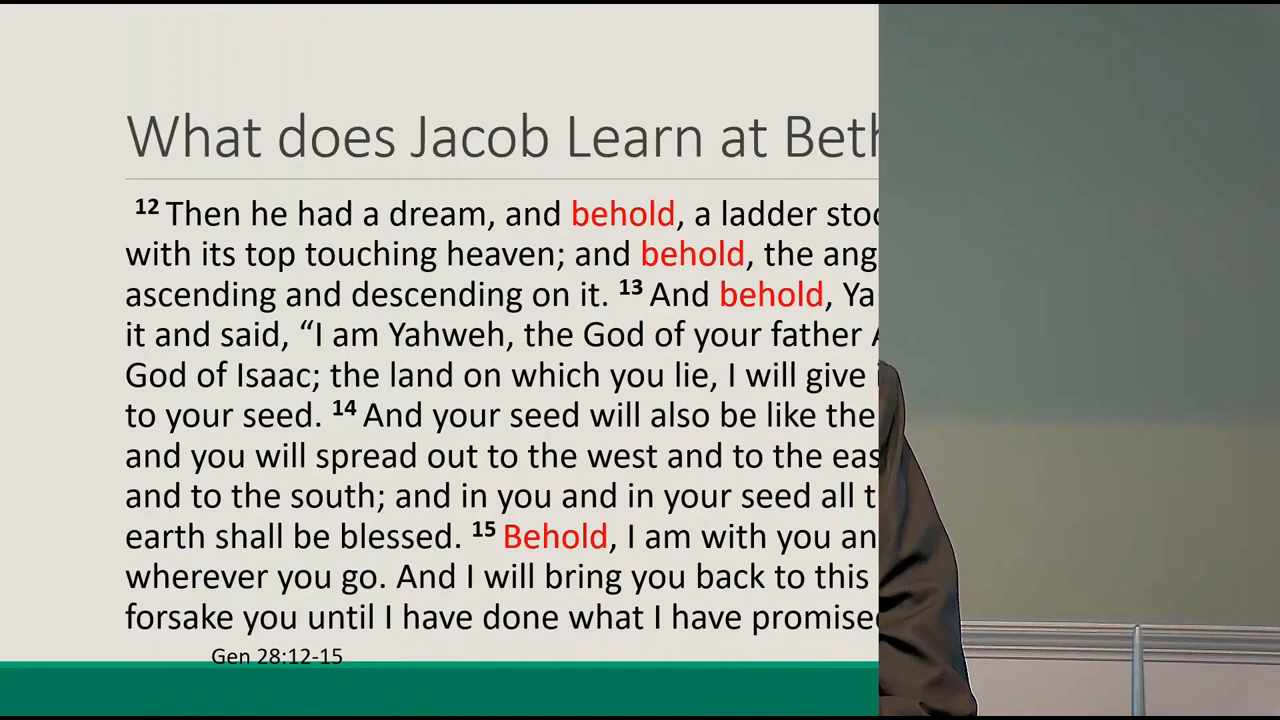 What does Jacob Learn at Beth
12 Then he had a dream, and behold, a ladder stoo
with its top touching heaven; and behold, the ang
ascending and descending on it. 13 And behold, Ya
it and said, “I am Yahweh, the God of your father
God of Isaac; the land on which you lie, I will give
to your seed. 14 And your seed will also be like the
and you will spread out to the west and to the eas
and to the south; and in you and in your seed all t
earth shall be blessed. 15 Behold, I am with you an
wherever you go. And I will bring you back to this
forsake you until I have done what I have promised
Gen 28:12-15